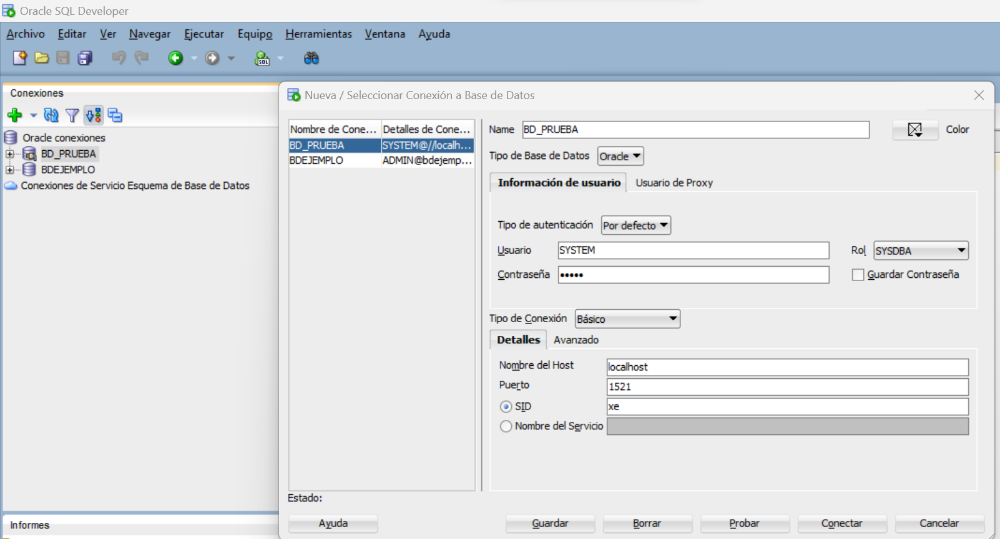 Oracle SQL Developer
Archivo Editar Ver Navegar Ejecutar Equipo Herramientas Ventana Ayuda
SQL
Conexiones
Oracle conexiones
BD_PRUEBA
BDEJEMPLO
Conexiones de Servicio Esquema de Base de Datos
Informes
Nueva / Seleccionar Conexión a Base de Datos
Nombre de Cone... Detalles de Cone...
BD_PRUEBA SYSTEM@//localh...
BDEJEMPLO ADMIN@bdejemp...
Name BD_PRUEBA Color
Tipo de Base de Datos Oracle
Información de usuario Usuario de Proxy
Tipo de autenticación Por defecto
Usuario SYSTEM Rol SYSDBA
Contraseña ••••• Guardar Contraseña
Tipo de Conexión Básico
Detalles Avanzado
Nombre del Host localhost
Puerto 1521
SID xe
Nombre del Servicio
Estado:
Ayuda Guardar Borrar Probar Conectar Cancelar